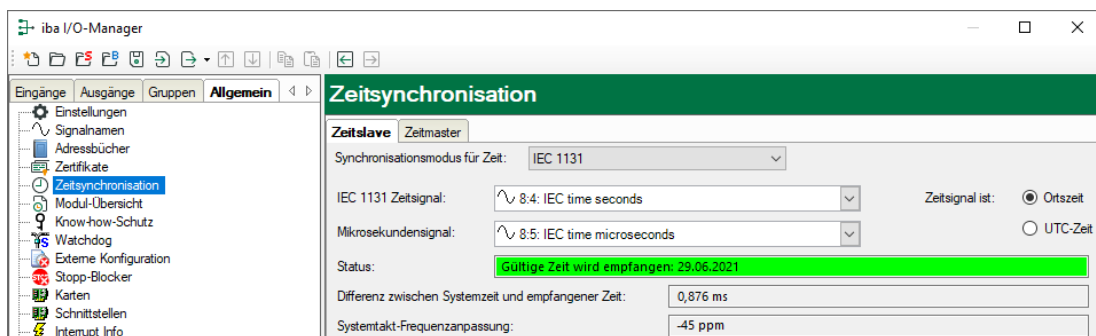 iba I/O-Manager
Eingänge Ausgänge Gruppen Allgemein
Einstellungen
Signalnamen
Adressbücher
Zertifikate
Zeitsynchronisation
Modul-Übersicht
Know-how-Schutz
Watchdog
Externe Konfiguration
Stopp-Blocker
Karten
Schnittstellen
Interrupt Info
Zeitsynchronisation
Zeitslave Zeitmaster
Synchronisationsmodus für Zeit: IEC 1131
IEC 1131 Zeitsignal: 8:4: IEC time seconds Zeitsignal ist: Ortszeit
Mikrosekundensignal: 8:5: IEC time microseconds UTC-Zeit
Status: Gültige Zeit wird empfangen: 29.06.2021
Differenz zwischen Systemzeit und empfangener Zeit: 0,876 ms
Systemtakt-Frequenzanpassung: -45 ppm